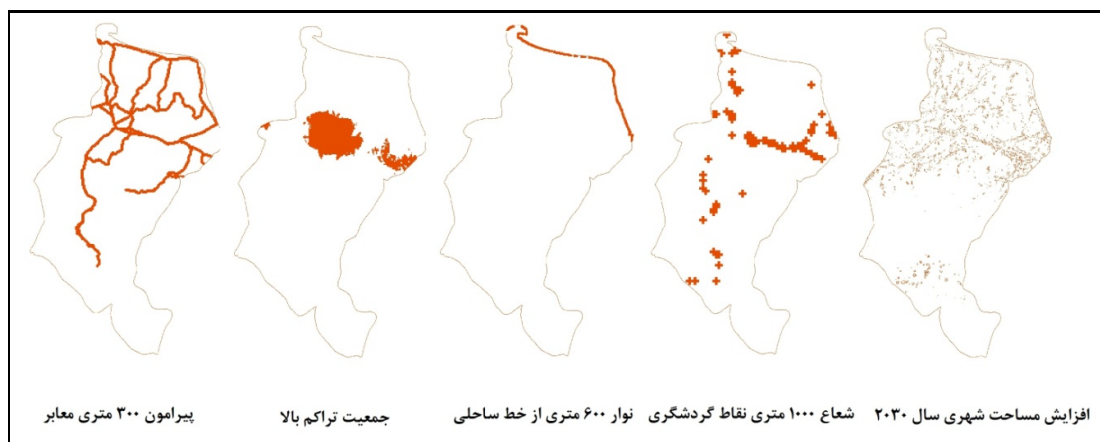 افزایش مساحت شهری سال ۲۰۳۰
شعاع ۱۰۰۰ متری نقاط گردشگری
نوار ۶۰۰ متری از خط ساحلی
جمعیت تراکم بالا
پیرامون ۳۰۰ متری معابر